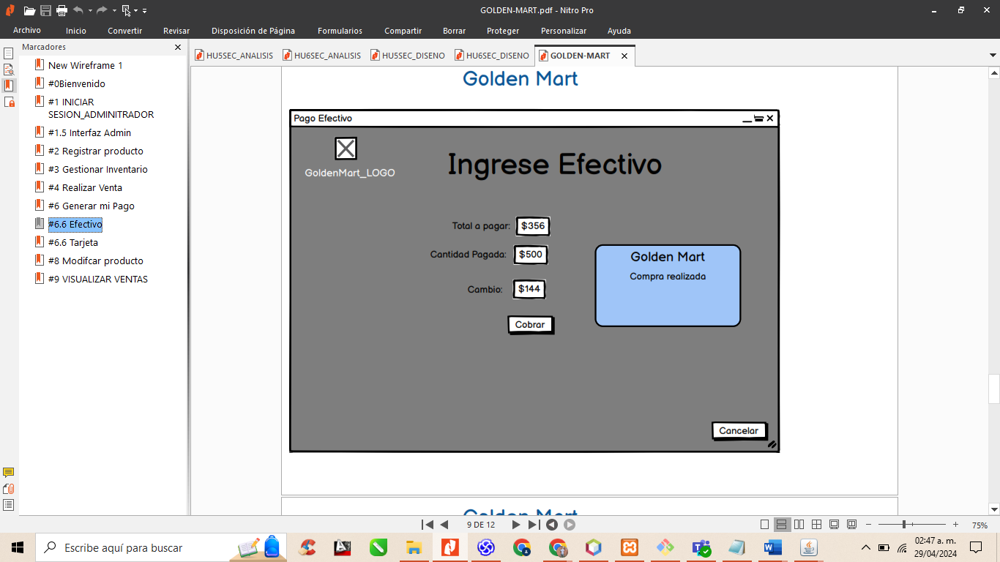 GOLDEN-MART.pdf - Nitro Pro
Archivo Inicio Convertir Revisar Disposición de Página Formularios Compartir Borrar Proteger Personalizar Ayuda
Marcadores
HU5SEC_ANALISIS HU6SEC_ANALISIS HU5SEC_DISENO HU6SEC_DISENO GOLDEN-MART
New Wireframe 1
#0Bienvenido
#1 INICIAR
SESION_ADMINITRADOR
#1.5 Interfaz Admin
#2 Registrar producto
#3 Gestionar Inventario
#4 Realizar Venta
#6 Generar mi Pago
#6.6 Efectivo
#6.6 Tarjeta
#8 Modifcar producto
#9 VISUALIZAR VENTAS
Golden Mart
Pago Efectivo
GoldenMart_LOGO
Ingrese Efectivo
Total a pagar: $356
Cantidad Pagada: $500
Cambio: $144
Cobrar
Golden Mart
Compra realizada
Cancelar
Golden Mart
9 DE 12
75%
Escribe aquí para buscar
02:47 a. m.
29/04/2024